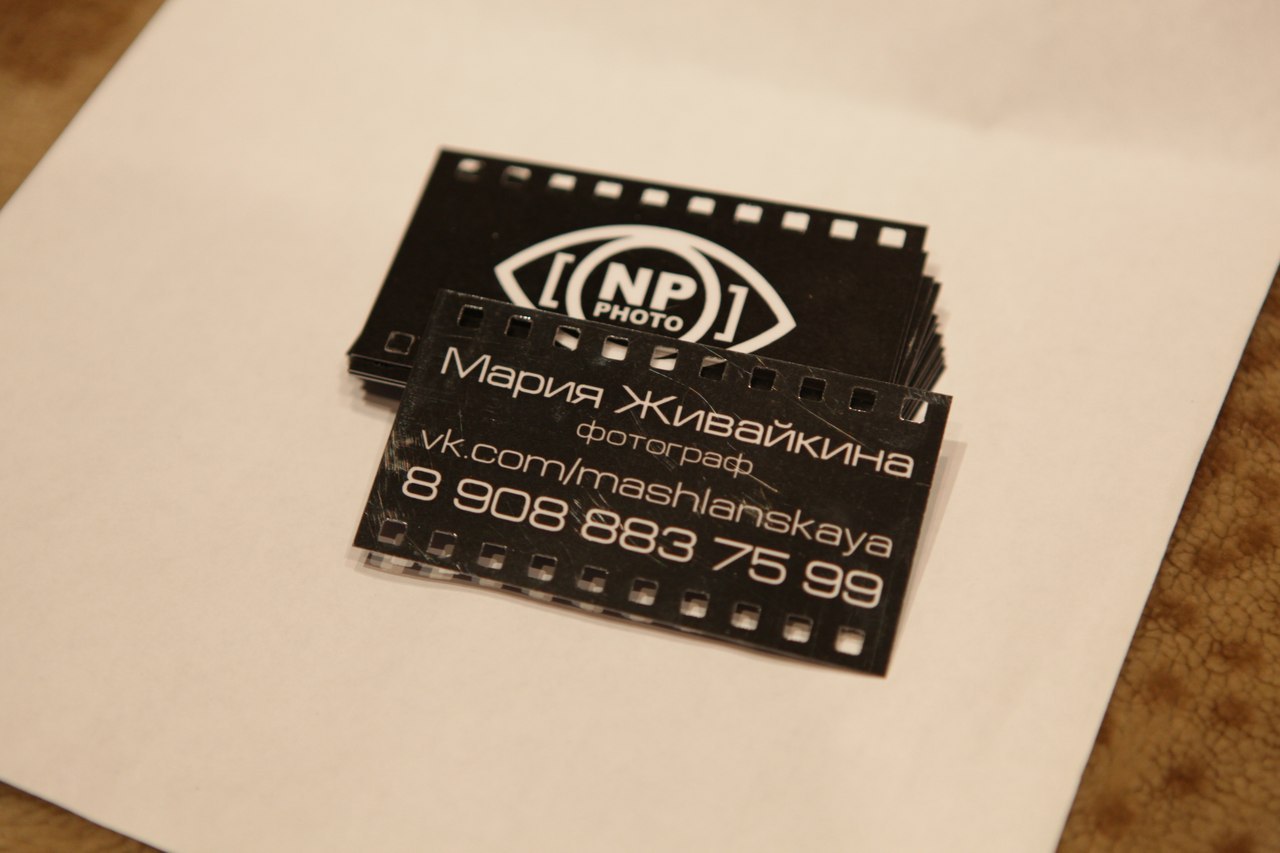 [NP]
PHOTO
Мария Живайкина
фотограф
vk.com/mashlanskaya
8 908 883 75 99